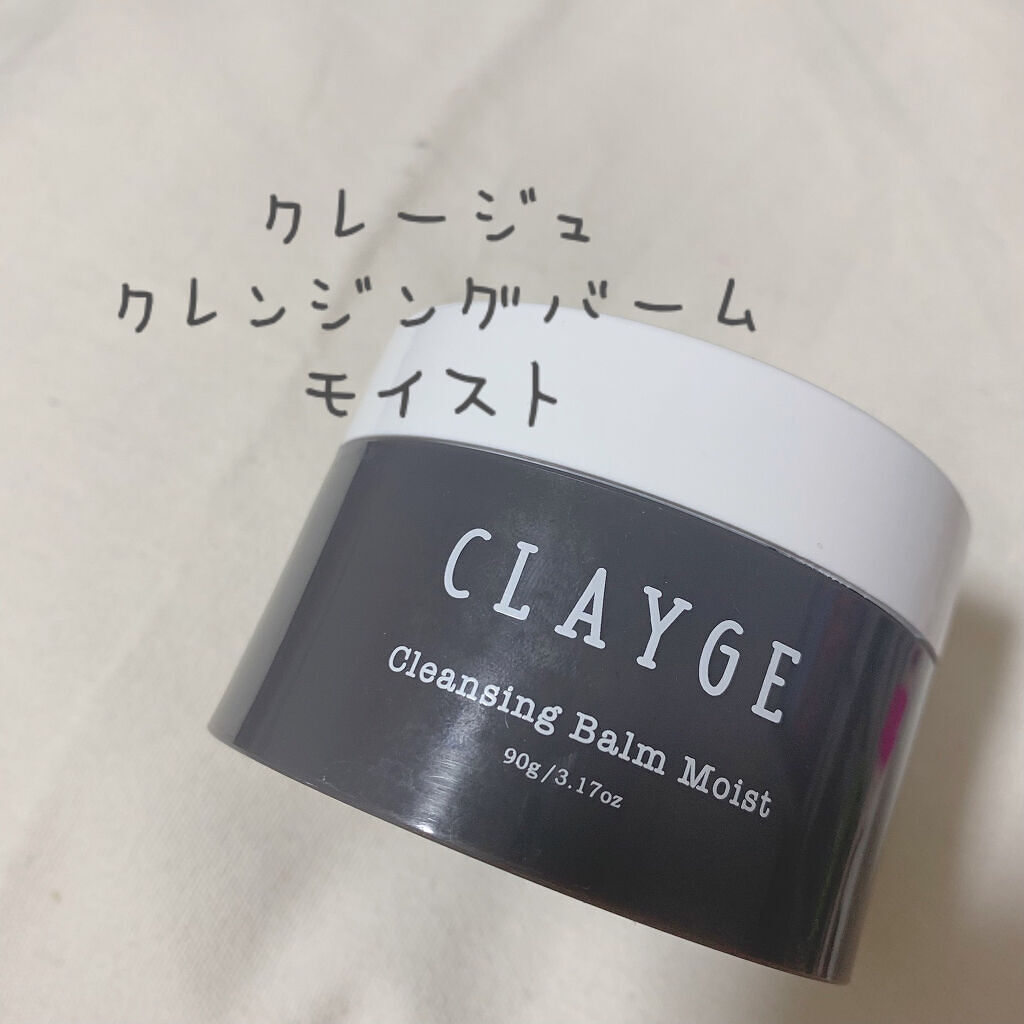 クレージュ
クレンジングバーム
モイスト
CLAYGE
Cleansing Balm Moist
90g/3.17oz